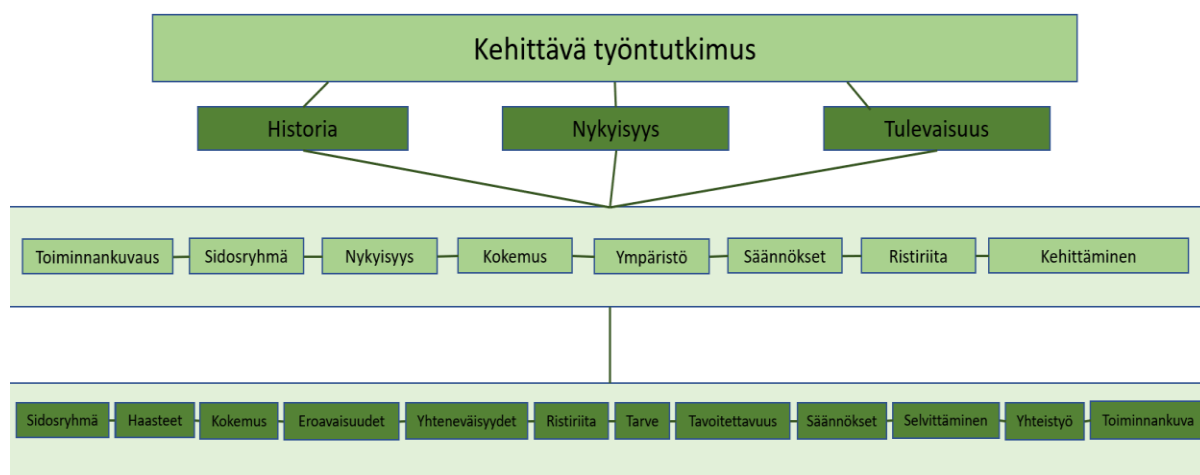 Kehittävä työntutkimus
Historia
Nykyisyys
Tulevaisuus
Toiminnankuvaus
Sidosryhmä
Nykyisyys
Kokemus
Ympäristö
Säännökset
Ristiriita
Kehittäminen
Sidosryhmä
Haasteet
Kokemus
Eroavaisuudet
Yhteneväisyydet
Ristiriita
Tarve
Tavoitettavuus
Säännökset
Selvittäminen
Yhteistyö
Toiminnankuva